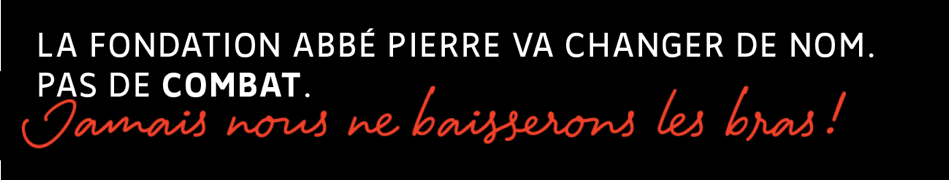 LA FONDATION ABBÉ PIERRE VA CHANGER DE NOM.
PAS DE COMBAT.
Jamais nous ne baisserons les bras !